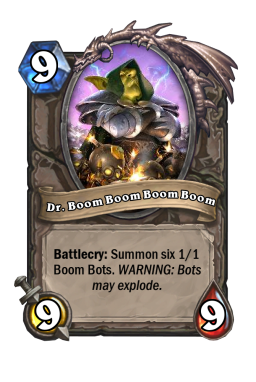 9
Dr. Boom Boom Boom Boom
Battlecry: Summon six 1/1
Boom Bots. WARNING: Bots
may explode.
9
9